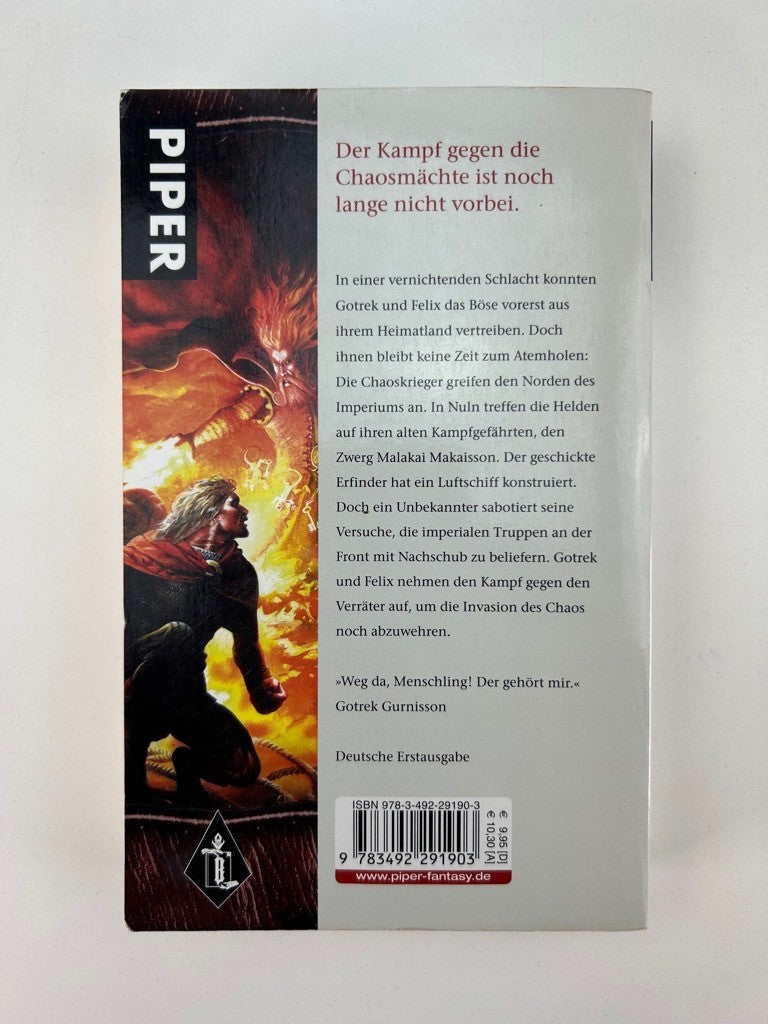 PIPER
Der Kampf gegen die
Chaosmächte ist noch
lange nicht vorbei.
In einer vernichtenden Schlacht konnten
Gotrek und Felix das Böse vorerst aus
ihrem Heimatland vertreiben. Doch
ihnen bleibt keine Zeit zum Atemholen:
Die Chaoskrieger greifen den Norden des
Imperiums an. In Nuln treffen die Helden
auf ihren alten Kampfgefährten, den
Zwerg Malakai Makaisson. Der geschickte
Erfinder hat ein Luftschiff konstruiert.
Doch ein Unbekannter sabotiert seine
Versuche, die imperialen Truppen an der
Front mit Nachschub zu beliefern. Gotrek
und Felix nehmen den Kampf gegen den
Verräter auf, um die Invasion des Chaos
noch abzuwehren.
»Weg da, Menschling! Der gehört mir.«
Gotrek Gurnisson
Deutsche Erstausgabe
ISBN 978-3-492-29190-3
9 783492 291903
€ 9,95 [D]
€ 10,30 [A]
www.piper-fantasy.de
B